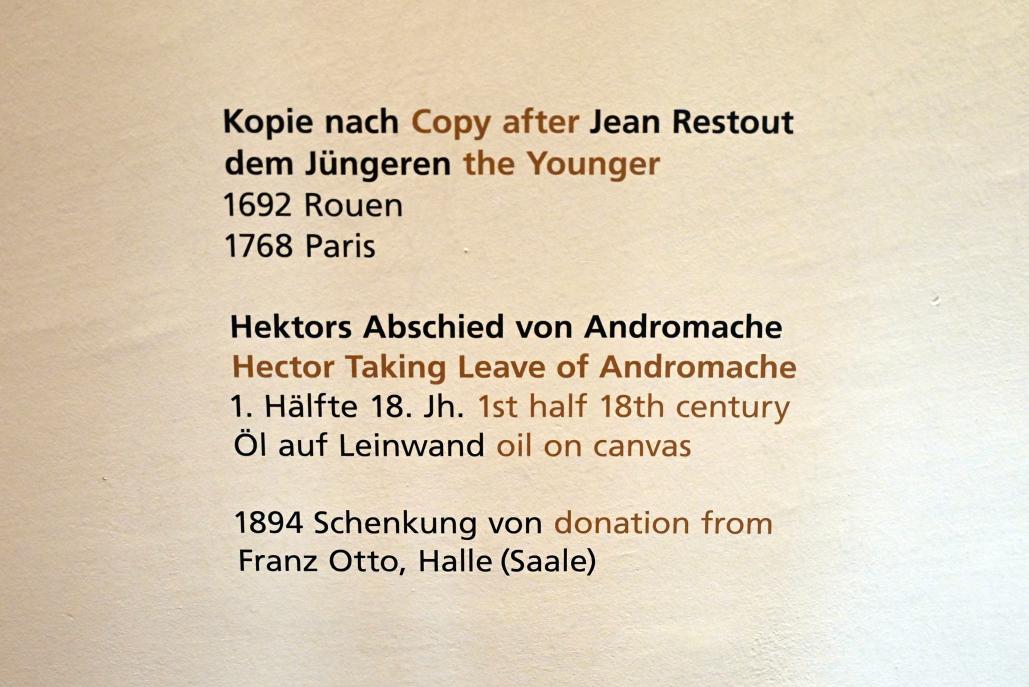 Kopie nach Copy after Jean Restout
dem Jüngeren the Younger
1692 Rouen
1768 Paris
Hektors Abschied von Andromache
Hector Taking Leave of Andromache
1. Hälfte 18. Jh. 1st half 18th century
Öl auf Leinwand oil on canvas
1894 Schenkung von donation from
Franz Otto, Halle (Saale)